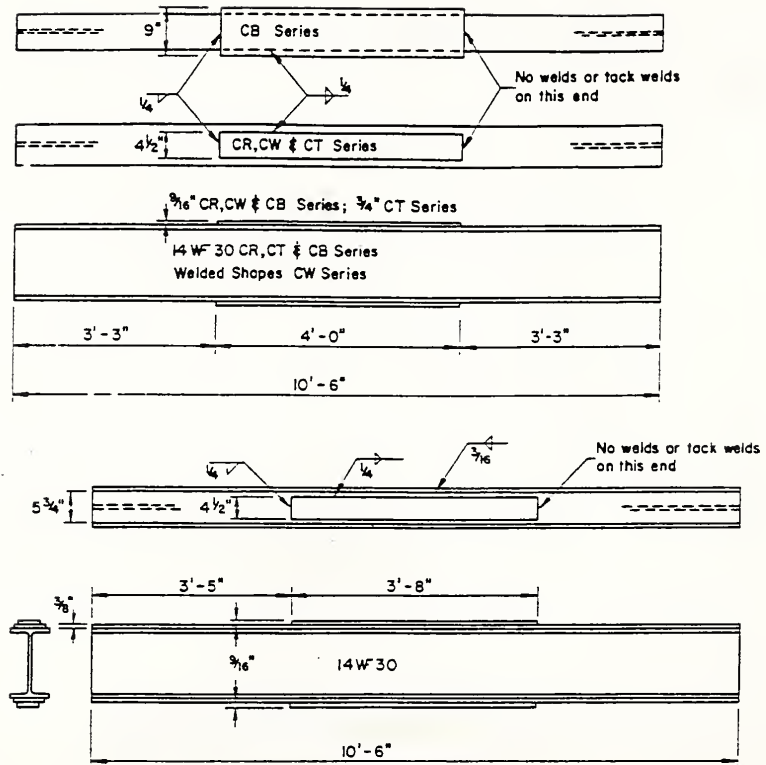 9"
CB Series
1/4
1/4
No welds or tack welds
on this end
4 1/2"
CR,CW & CT Series
9/16" CR,CW & CB Series; 3/4" CT Series
14 WF 30 CR,CT & CB Series
Welded Shapes CW Series
3'-3"
4'-0"
3'-3"
10'-6"
1/4
1/4
3/16
No welds or tack welds
on this end
5 3/4"
4 1/2"
3'-5"
3'-8"
3/8"
9/16"
14 WF 30
10'-6"